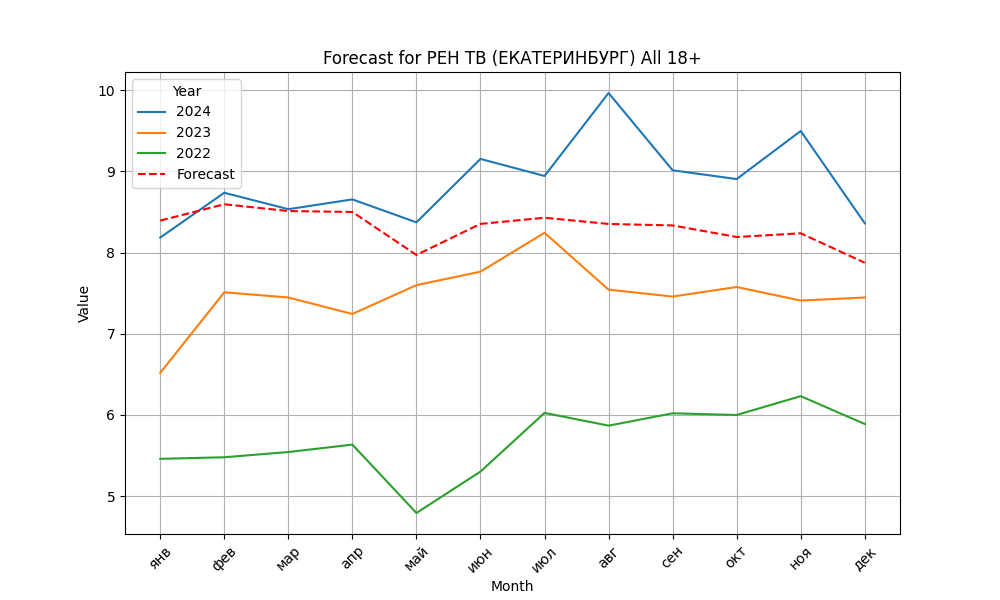 Forecast for РЕН ТВ (ЕКАТЕРИНБУРГ) All 18+
Year
2024
2023
2022
Forecast
10
9
8
7
6
5
Value
янв
фев
мар
апр
май
июн
июл
авг
сен
окт
ноя
дек
Month